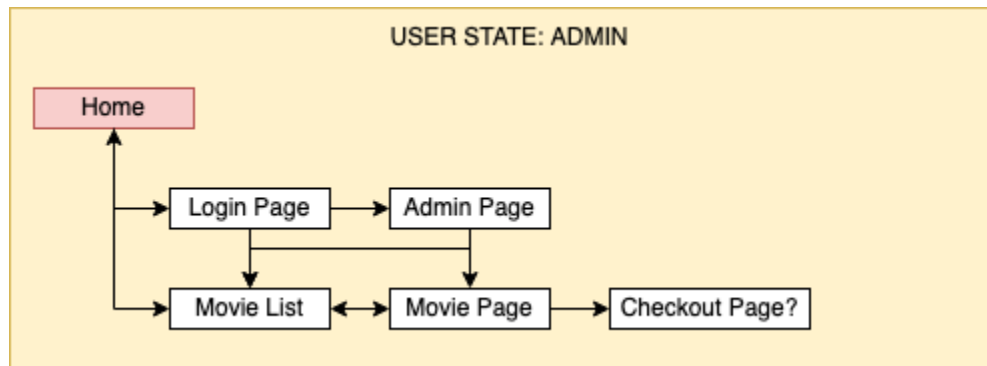 USER STATE: ADMIN
Home
Login Page
Admin Page
Movie List
Movie Page
Checkout Page?